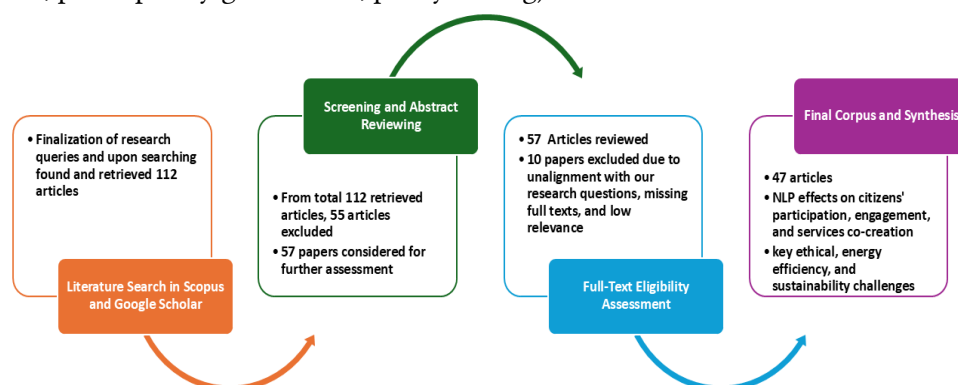 Finalization of research
queries and upon searching
found and retrieved 112
articles
Literature Search in Scopus
and Google Scholar
Screening and Abstract
Reviewing
From total 112 retrieved
articles, 55 articles
excluded
57 papers considered for
further assessment
57 Articles reviewed
10 papers excluded due to
unalignment with our
research questions, missing
full texts, and low
relevance
Full-Text Eligibility
Assessment
Final Corpus and Synthesis
47 articles
NLP effects on citizens'
participation, engagement,
and services co-creation
key ethical, energy
efficiency, and
sustainability challenges